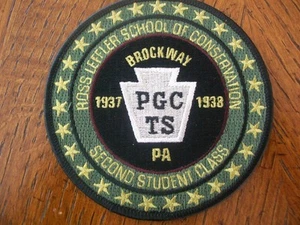 ROSS LEFFLER SCHOOL OF CONSERVATION
BROCKWAY
1937 PGC 1938
TS
PA
SECOND STUDENT CLASS